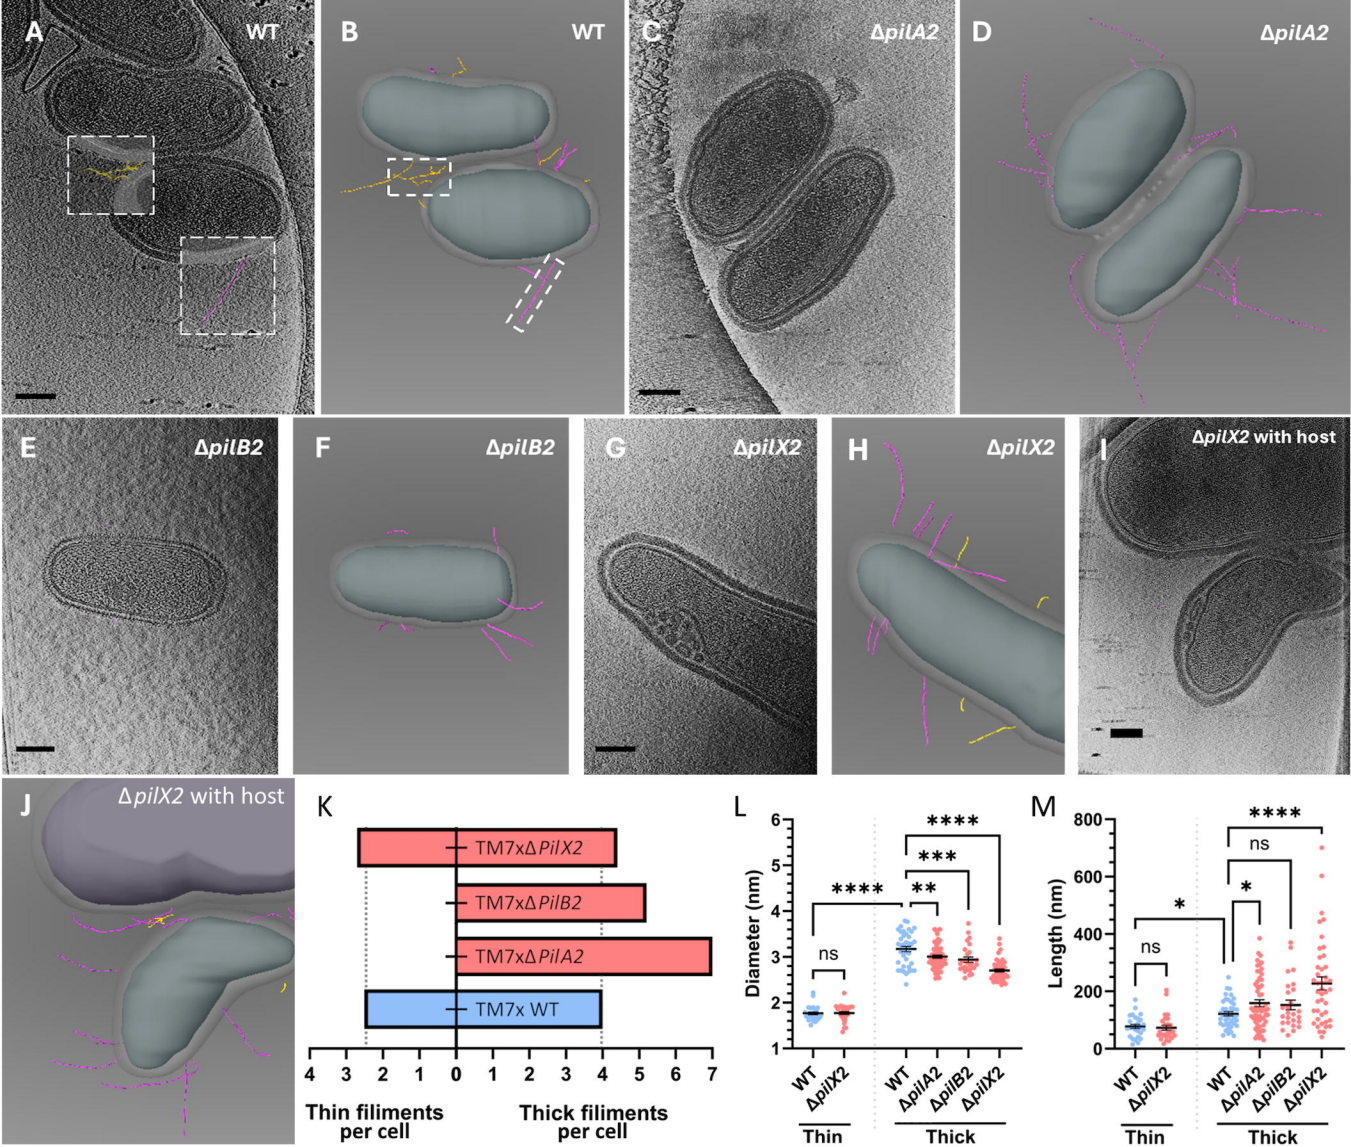 A WT
B WT
C ΔpilA2
D ΔpilA2
E ΔpilB2
F ΔpilB2
G ΔpilX2
H ΔpilX2
I ΔpilX2 with host
J ΔpilX2 with host
K
TM7xΔPilX2
TM7xΔPilB2
TM7xΔPilA2
TM7x WT
4 3 2 1 0 1 2 3 4 5 6 7
Thin filiments
per cell
Thick filiments
per cell
L
Diameter (nm)
6
5
4
3
2
1
ns
****
**
***
****
WT
ΔpilX2
WT
ΔpilA2
ΔpilB2
ΔpilX2
Thin
Thick
M
Length (nm)
800
600
400
200
0
ns
*
*
ns
****
WT
ΔpilX2
WT
ΔpilA2
ΔpilB2
ΔpilX2
Thin
Thick